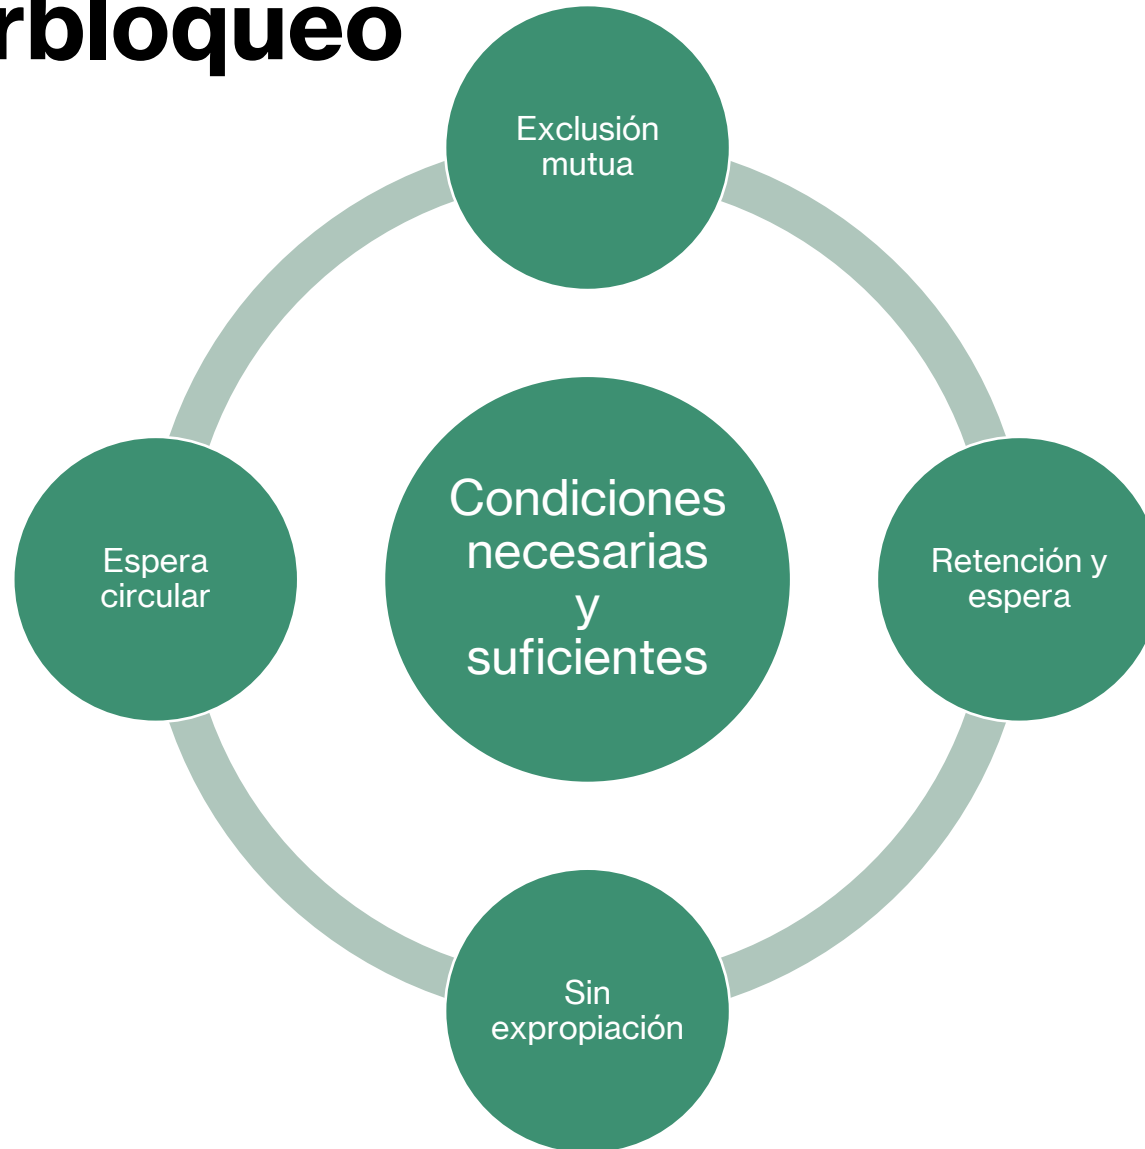 rbloqueo
Exclusión
mutua
Condiciones
necesarias
y
suficientes
Espera
circular
Retención y
espera
Sin
expropiación